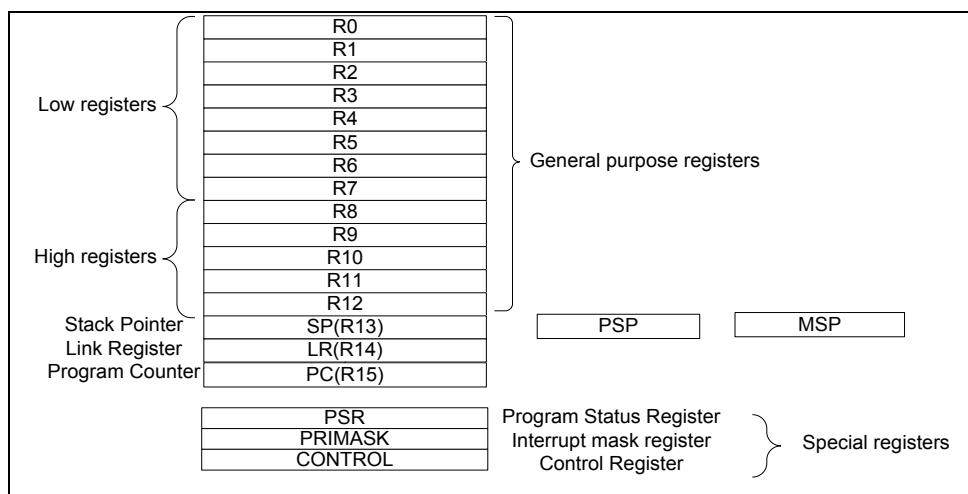 R0
R1
R2
R3
Low registers
R4
R5
General purpose registers
R6
R7
R8
R9
High registers
R10
R11
R12
Stack Pointer SP(R13) PSP MSP
Link Register LR(R14)
Program Counter PC(R15)
PSR Program Status Register
PRIMASK Interrupt mask register Special registers
CONTROL Control Register